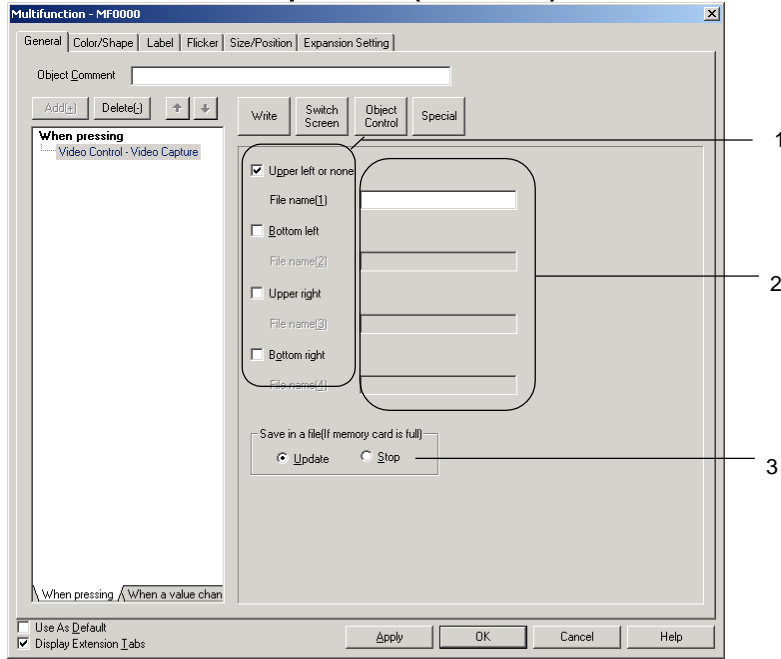 Multifunction - MF0000
General Color/Shape Label Flicker Size/Position Expansion Setting
Object Comment
Add(+) Delete(-)
Write Switch Screen Object Control Special
1
When pressing
Video Control - Video Capture
Upper left or none
File name(1)
Bottom left
File name(2)
2
Upper right
File name(3)
Bottom right
File name(4)
Save in a file(If memory card is full)
Update Stop
3
When pressing When a value chan
Use As Default
Display Extension Tabs
Apply OK Cancel Help